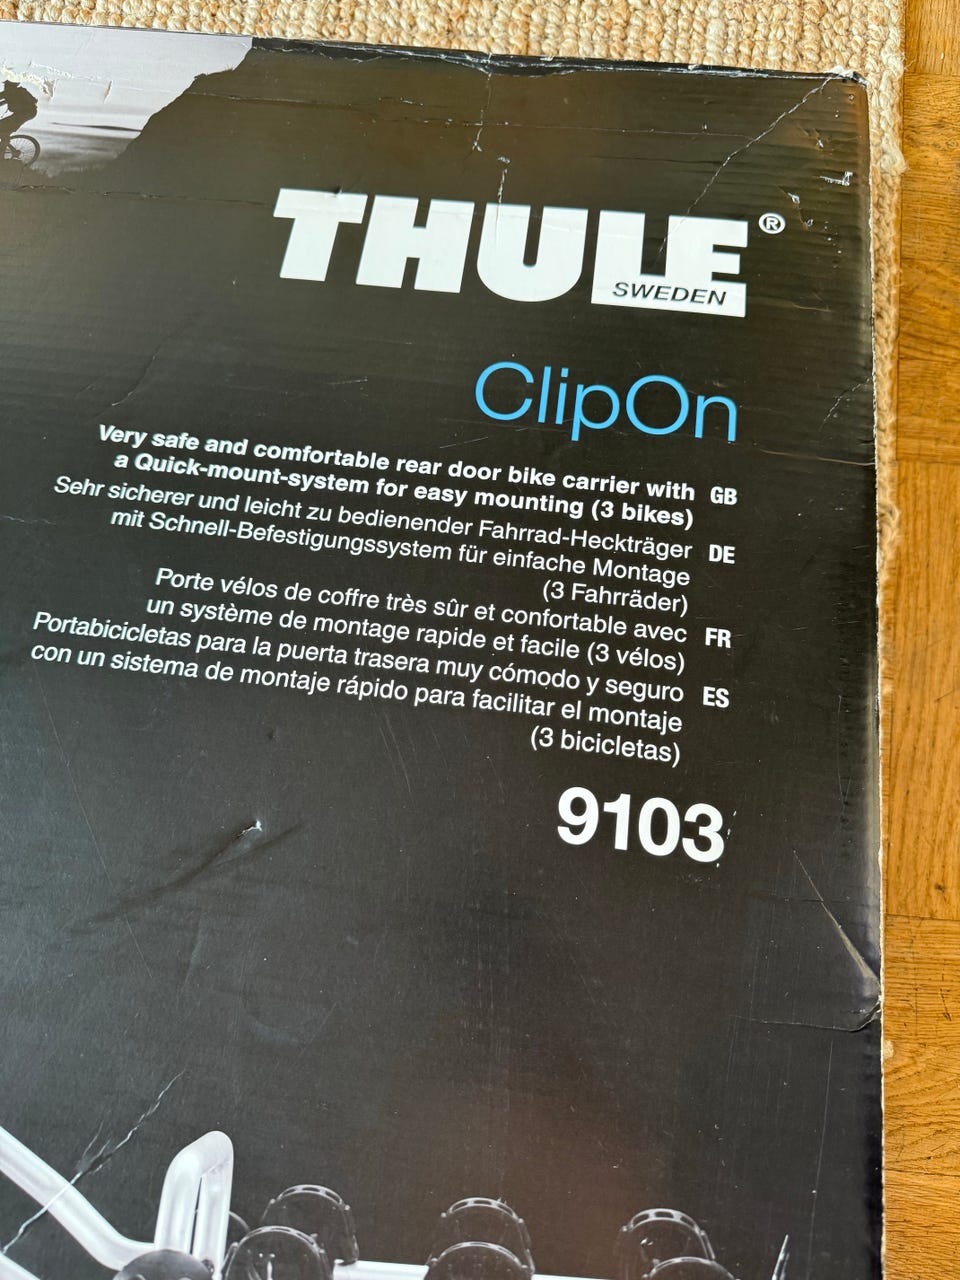 THULE®
SWEDEN
ClipOn
Very safe and comfortable rear door bike carrier with GB
a Quick-mount-system for easy mounting (3 bikes)
Sehr sicherer und leicht zu bedienender Fahrrad-Heckträger DE
mit Schnell-Befestigungssystem für einfache Montage
(3 Fahrräder)
Porte vélos de coffre très sûr et confortable avec FR
un système de montage rapide et facile (3 vélos)
Portabicicletas para la puerta trasera muy cómodo y seguro ES
con un sistema de montaje rápido para facilitar el montaje
(3 bicicletas)
9103